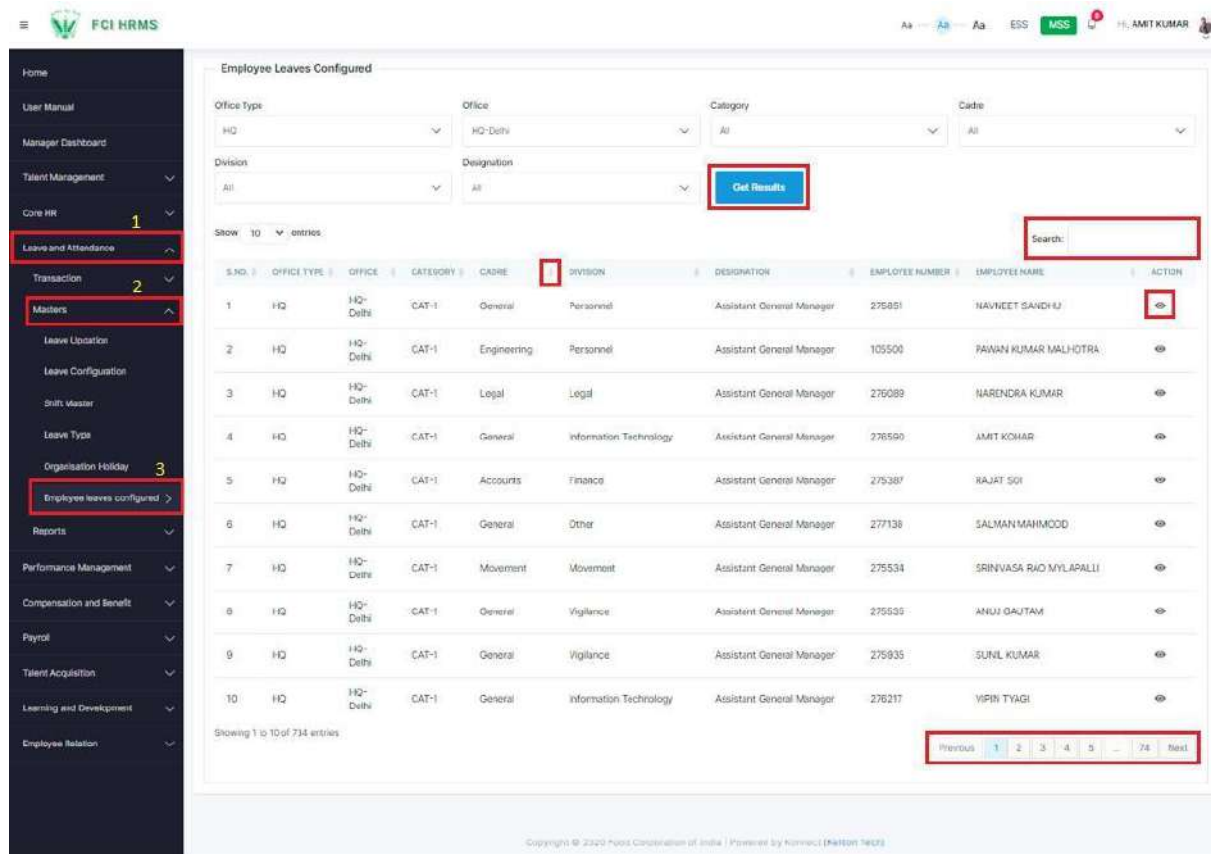 FCI HRMS
Aa Aa Aa ESS MSS Hi, AMIT KUMAR
Home
User Manual
Manager Dashboard
Talent Management
Core HR
1
Leave and Attendance
Transaction
2
Masters
Leave Updation
Leave Configuration
Shift Master
Leave Type
Organisation Holiday
3
Employee leaves configured
Reports
Performance Management
Compensation and Benefit
Payroll
Talent Acquisition
Learning and Development
Employee Relation
Employee Leaves Configured
Office Type Office Category Cadre
HQ HQ-Delhi All All
Division Designation
All All Get Results
Show 10 entries Search:
S.NO. OFFICE TYPE OFFICE CATEGORY CADRE DIVISION DESIGNATION EMPLOYEE NUMBER EMPLOYEE NAME ACTION
1 HQ HQ-Delhi CAT-1 General Personnel Assistant General Manager 275851 NAVNEET SANDHU
2 HQ HQ-Delhi CAT-1 Engineering Personnel Assistant General Manager 105500 PAWAN KUMAR MALHOTRA
3 HQ HQ-Delhi CAT-1 Legal Legal Assistant General Manager 276089 NARENDRA KUMAR
4 HQ HQ-Delhi CAT-1 General Information Technology Assistant General Manager 276590 AMIT KOHAR
5 HQ HQ-Delhi CAT-1 Accounts Finance Assistant General Manager 275387 RAJAT SOI
6 HQ HQ-Delhi CAT-1 General Other Assistant General Manager 277138 SALMAN MAHMOOD
7 HQ HQ-Delhi CAT-1 Movement Movement Assistant General Manager 275534 SRINIVASA RAO MYLAPALLI
8 HQ HQ-Delhi CAT-1 General Vigilance Assistant General Manager ANUJ GAUTAM
9 HQ HQ-Delhi CAT-1 General Vigilance Assistant General Manager 275935 SUNIL KUMAR
10 HQ HQ-Delhi CAT-1 General Information Technology Assistant General Manager 276217 VIPIN TYAGI
Showing 1 to 10 of 734 entries
Previous 1 2 3 4 5 ... 74 Next
Copyright © 2020 Food Corporation of India | Powered by Konnect (Kellton Tech)